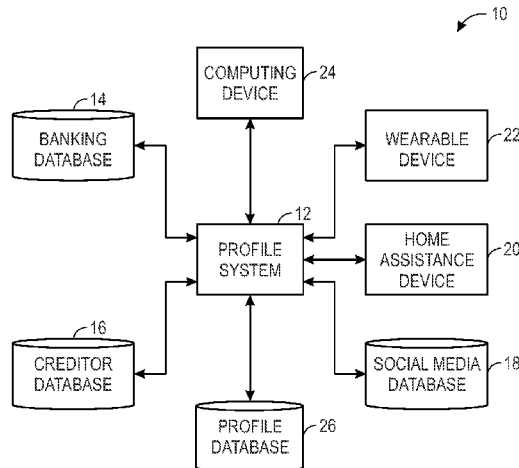 10
COMPUTING
DEVICE
24
14
BANKING
DATABASE
WEARABLE
DEVICE
22
12
PROFILE
SYSTEM
HOME
ASSISTANCE
DEVICE
20
16
CREDITOR
DATABASE
SOCIAL MEDIA
DATABASE
18
PROFILE
DATABASE
26